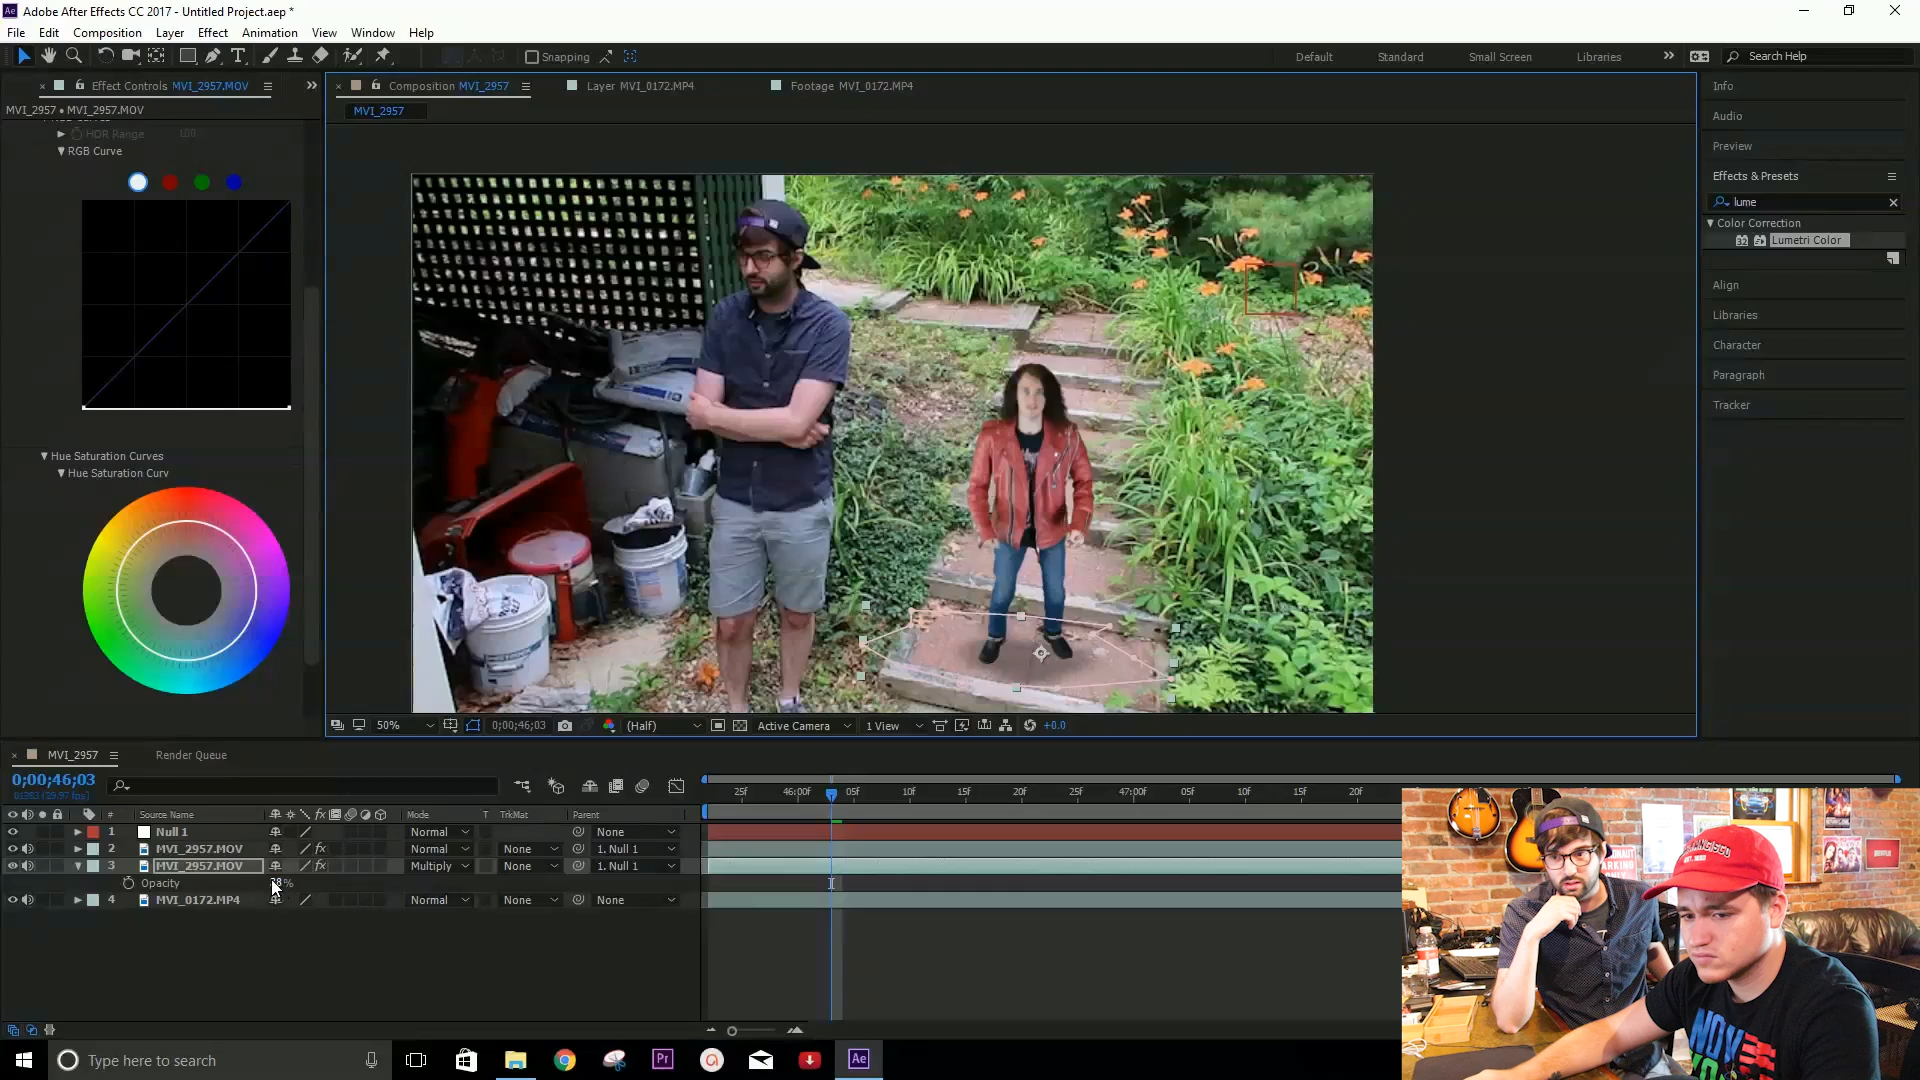 Adobe After Effects CC 2017 - Untitled Project.aep *
File Edit Composition Layer Effect Animation View Window Help
Snapping Default Standard Small Screen Libraries Search Help
Effect Controls MVI_2957.MOV Composition MVI_2957 Layer MVI_0172.MP4 Footage MVI_0172.MP4 Info
MVI_2957 • MVI_2957.MOV MVI_2957
Audio
HDR Range 100
RGB Curve
Preview
Effects & Presets
lume
Color Correction
Lumetri Color
Align
Libraries
Character
Paragraph
Tracker
Hue Saturation Curves
Hue Saturation Curv
50% 0;00;46;03 (Half) Active Camera 1 View +0.0
MVI_2957 Render Queue
0;00;46;03
25f 46:00f 05f 10f 15f 20f 25f 47:00f 05f 10f 15f 20f
# Source Name Mode T TrkMat Parent
1 Null 1 Normal None
2 MVI_2957.MOV Normal None 1. Null 1
3 MVI_2957.MOV Multiply None 1. Null 1
Opacity
4 MVI_0172.MP4 Normal None None
Type here to search